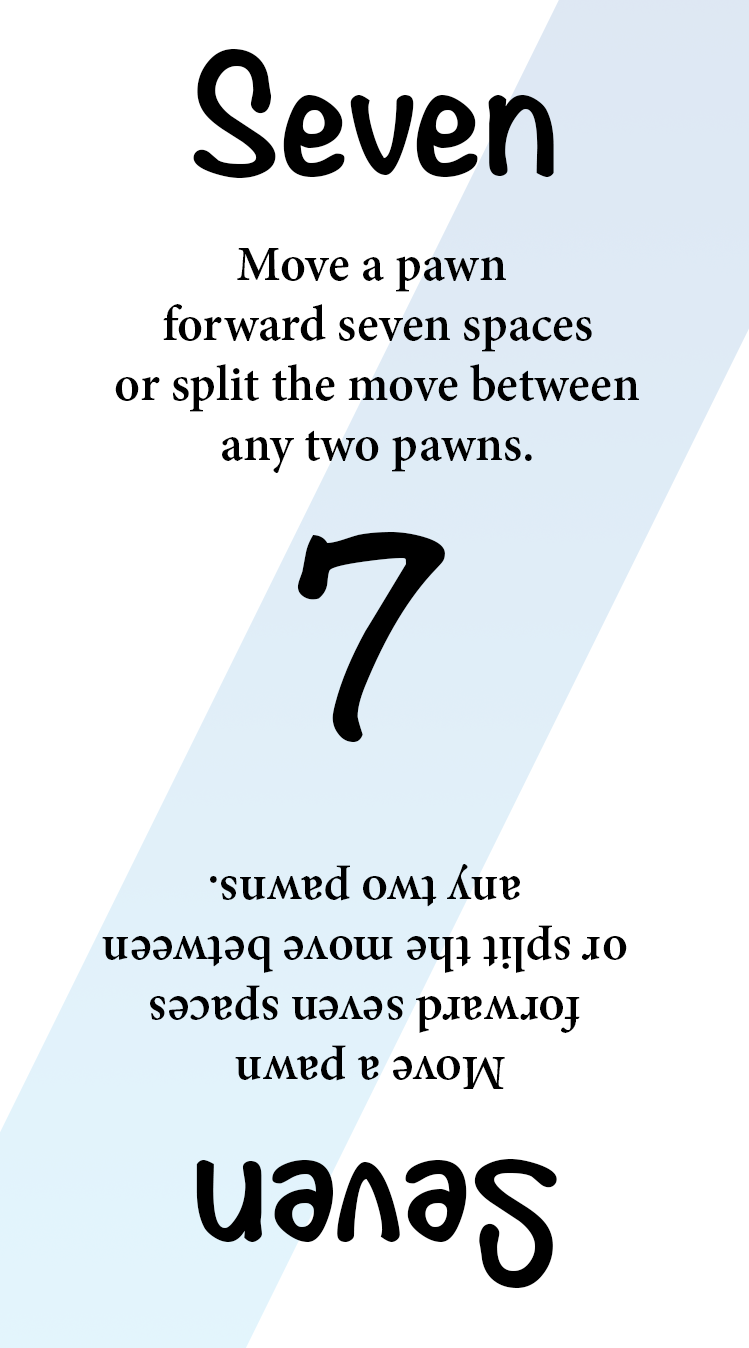 Seven
Move a pawn
forward seven spaces
or split the move between
any two pawns.
7
Seven
Move a pawn
forward seven spaces
or split the move between
any two pawns.